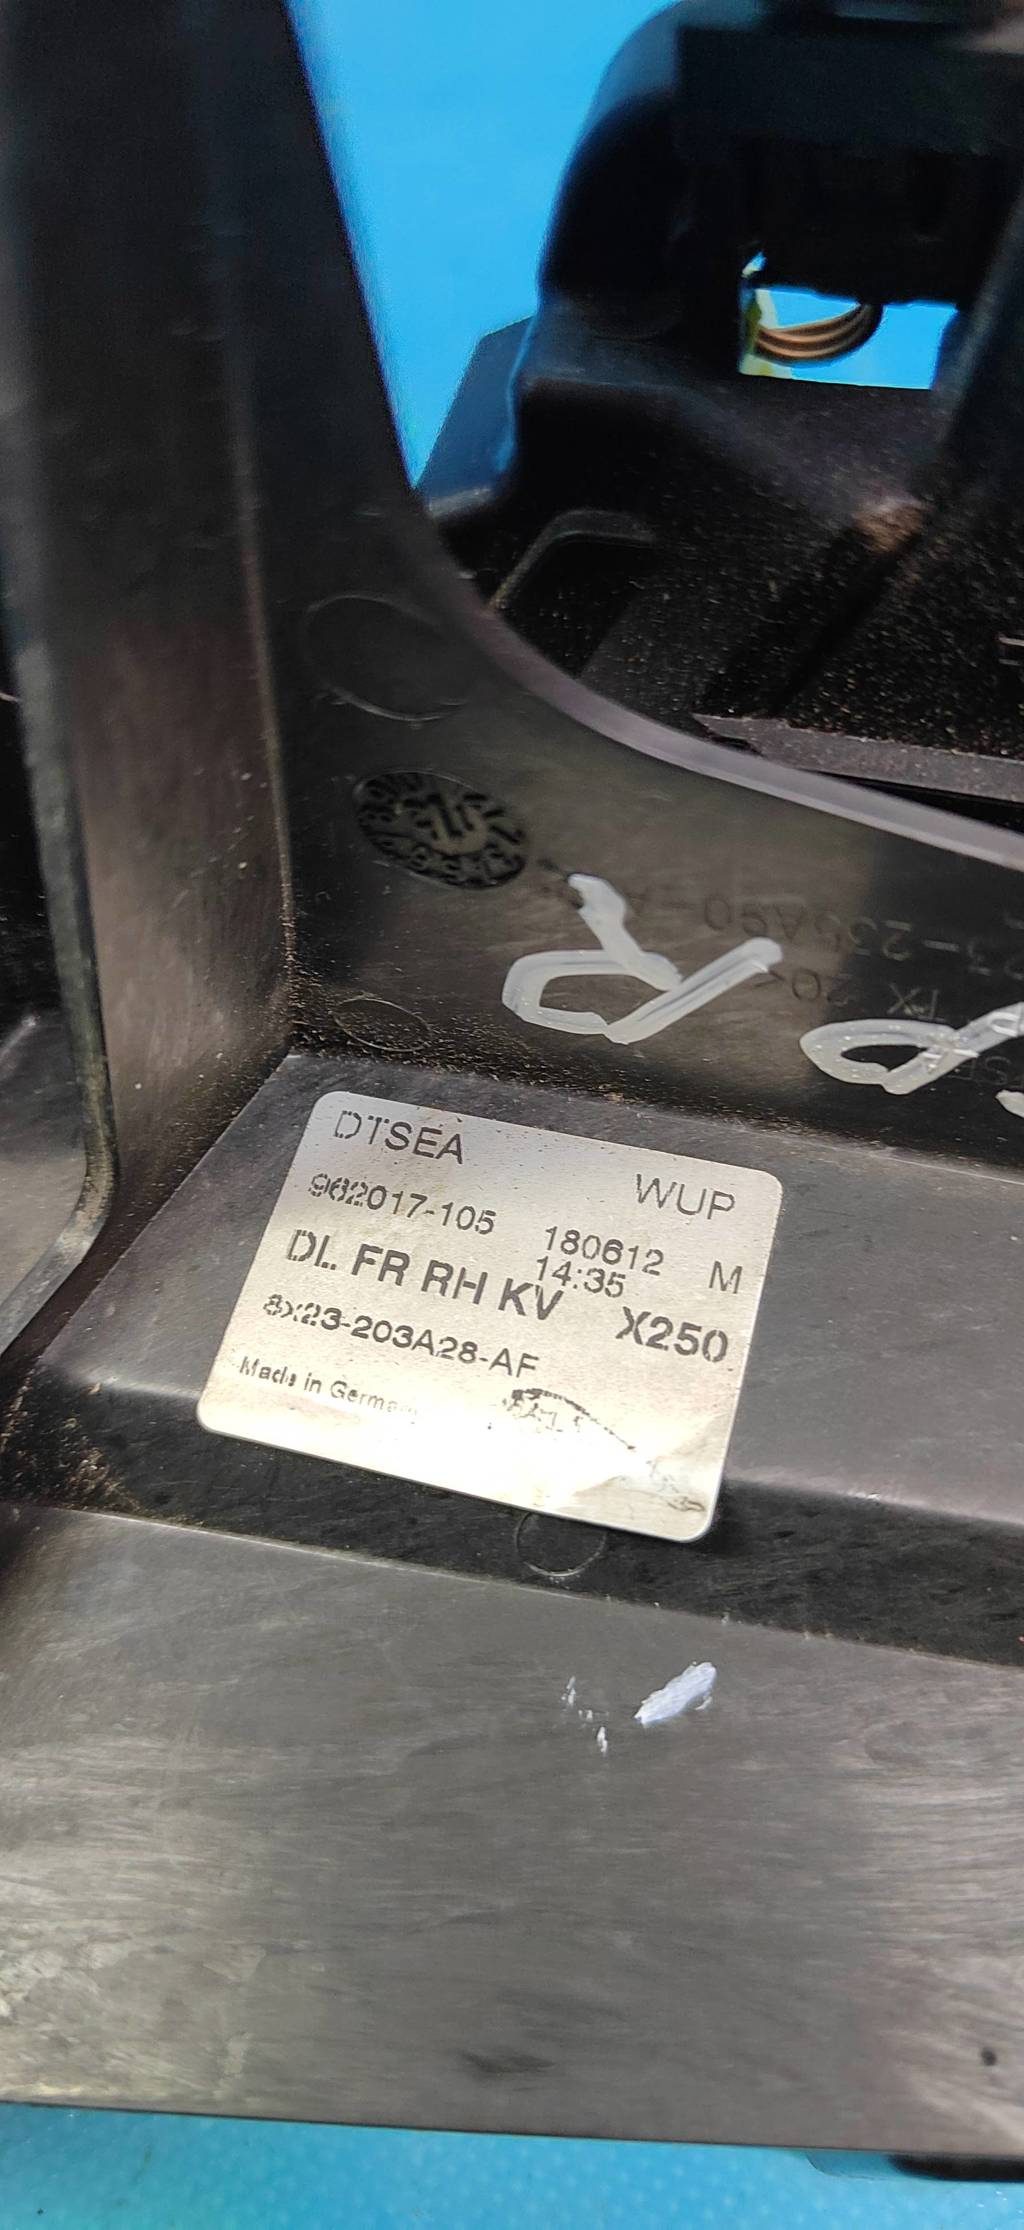 DTSEA WUP
962017-105 180612 M
14:35
DL FR RH KV X250
8X23-203A28-AF
Made in Germany
R